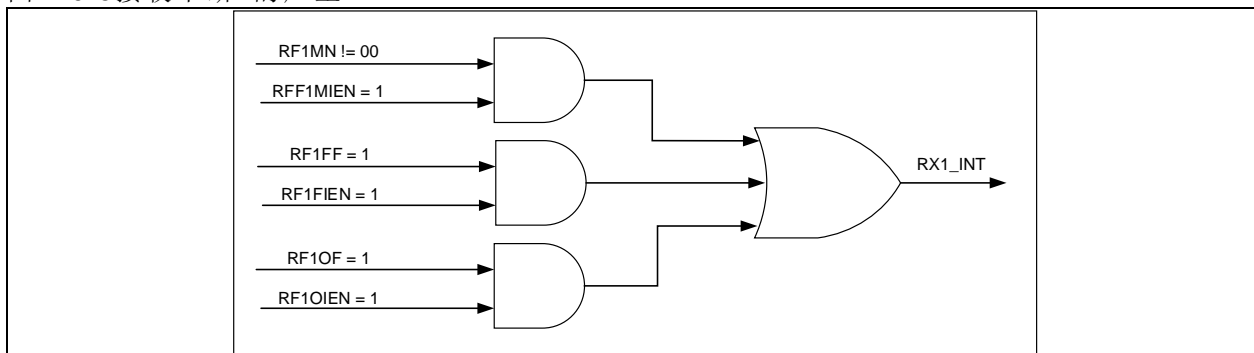 RF1MN != 00
RFF1MIEN = 1
RF1FF = 1
RF1FIEN = 1
RX1_INT
RF1OF = 1
RF1OIEN = 1